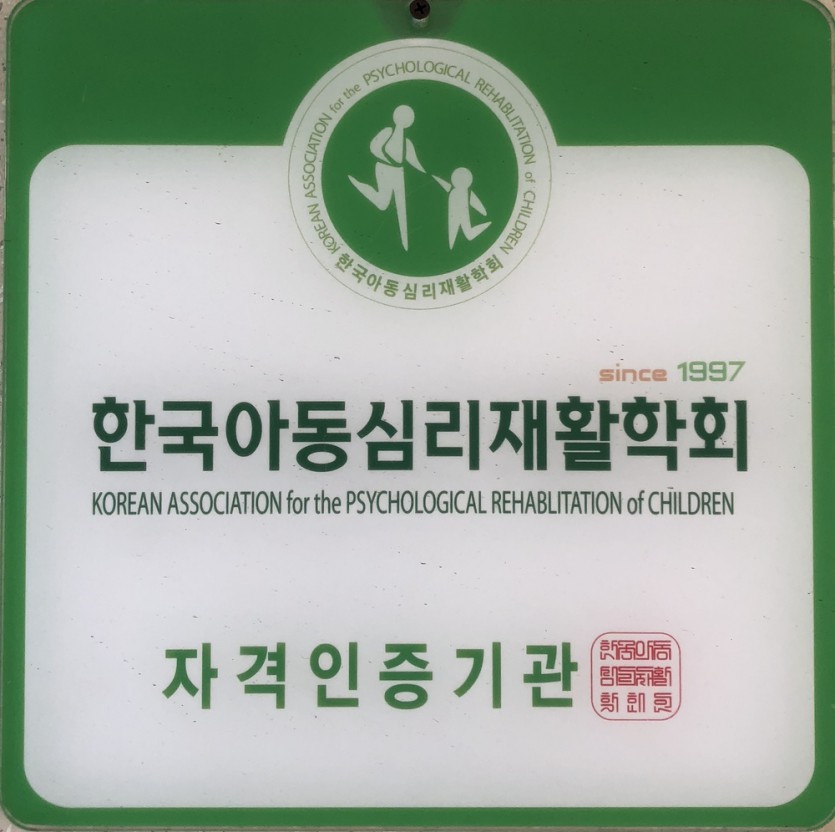 KOREAN ASSOCIATION for the PSYCHOLOGICAL REHABLITATION of CHILDREN
한국아동심리재활학회
since 1997
한국아동심리재활학회
KOREAN ASSOCIATION for the PSYCHOLOGICAL REHABLITATION of CHILDREN
자격인증기관